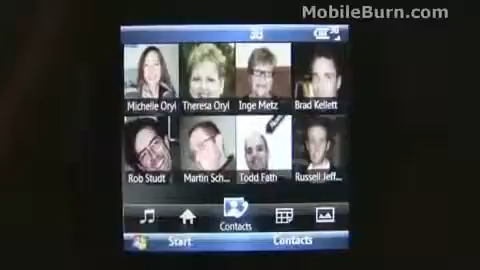 MobileBurn.com
3G
Michelle Oryl Theresa Oryl Inge Metz Brad Kellett
Rob Studt Martin Sch... Todd Fath Russell Jeff...
Contacts
Start Contacts